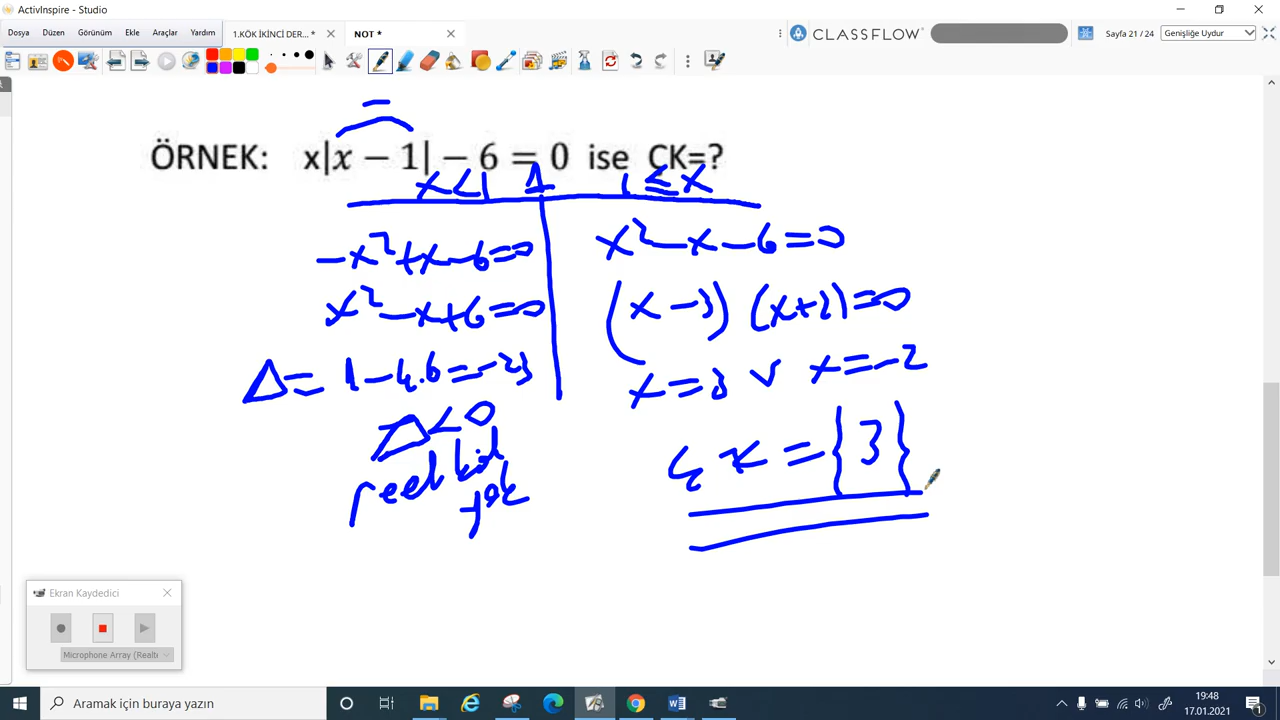 ActivInspire - Studio
Dosya Düzen Görünüm Ekle Araçlar Yardım
1.KÖK İKİNCİ DER... *
NOT *
CLASSFLOW
Sayfa 21 / 24
Genişliğe Uydur
−
ÖRNEK: x|x − 1| − 6 = 0 ise ÇK=?
x<1 1 1≤x
-x²+x-6=0
x²-x+6=0
Δ= 1-4.6=-23
Δ<0
reel kök
yok
x²-x-6=0
(x-3) (x+2)=0
x=3 v x=-2
ÇK={3}
Ekran Kaydedici
Microphone Array (Realte
Aramak için buraya yazın
19:48
17.01.2021
1